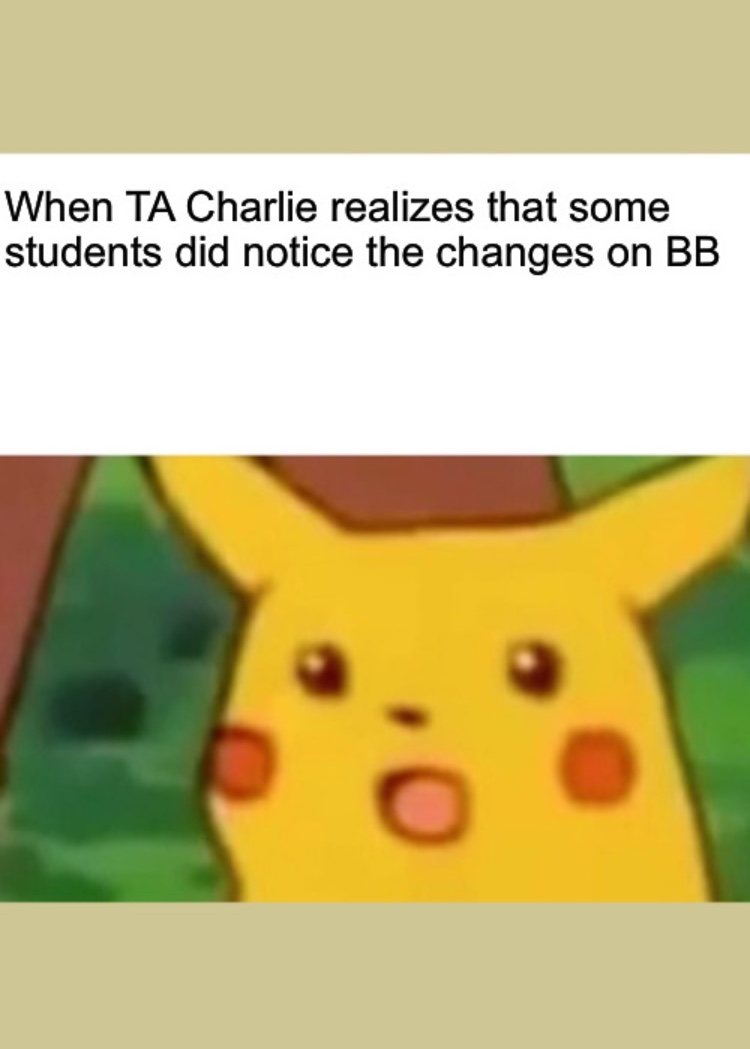 When TA Charlie realizes that some
students did notice the changes on BB